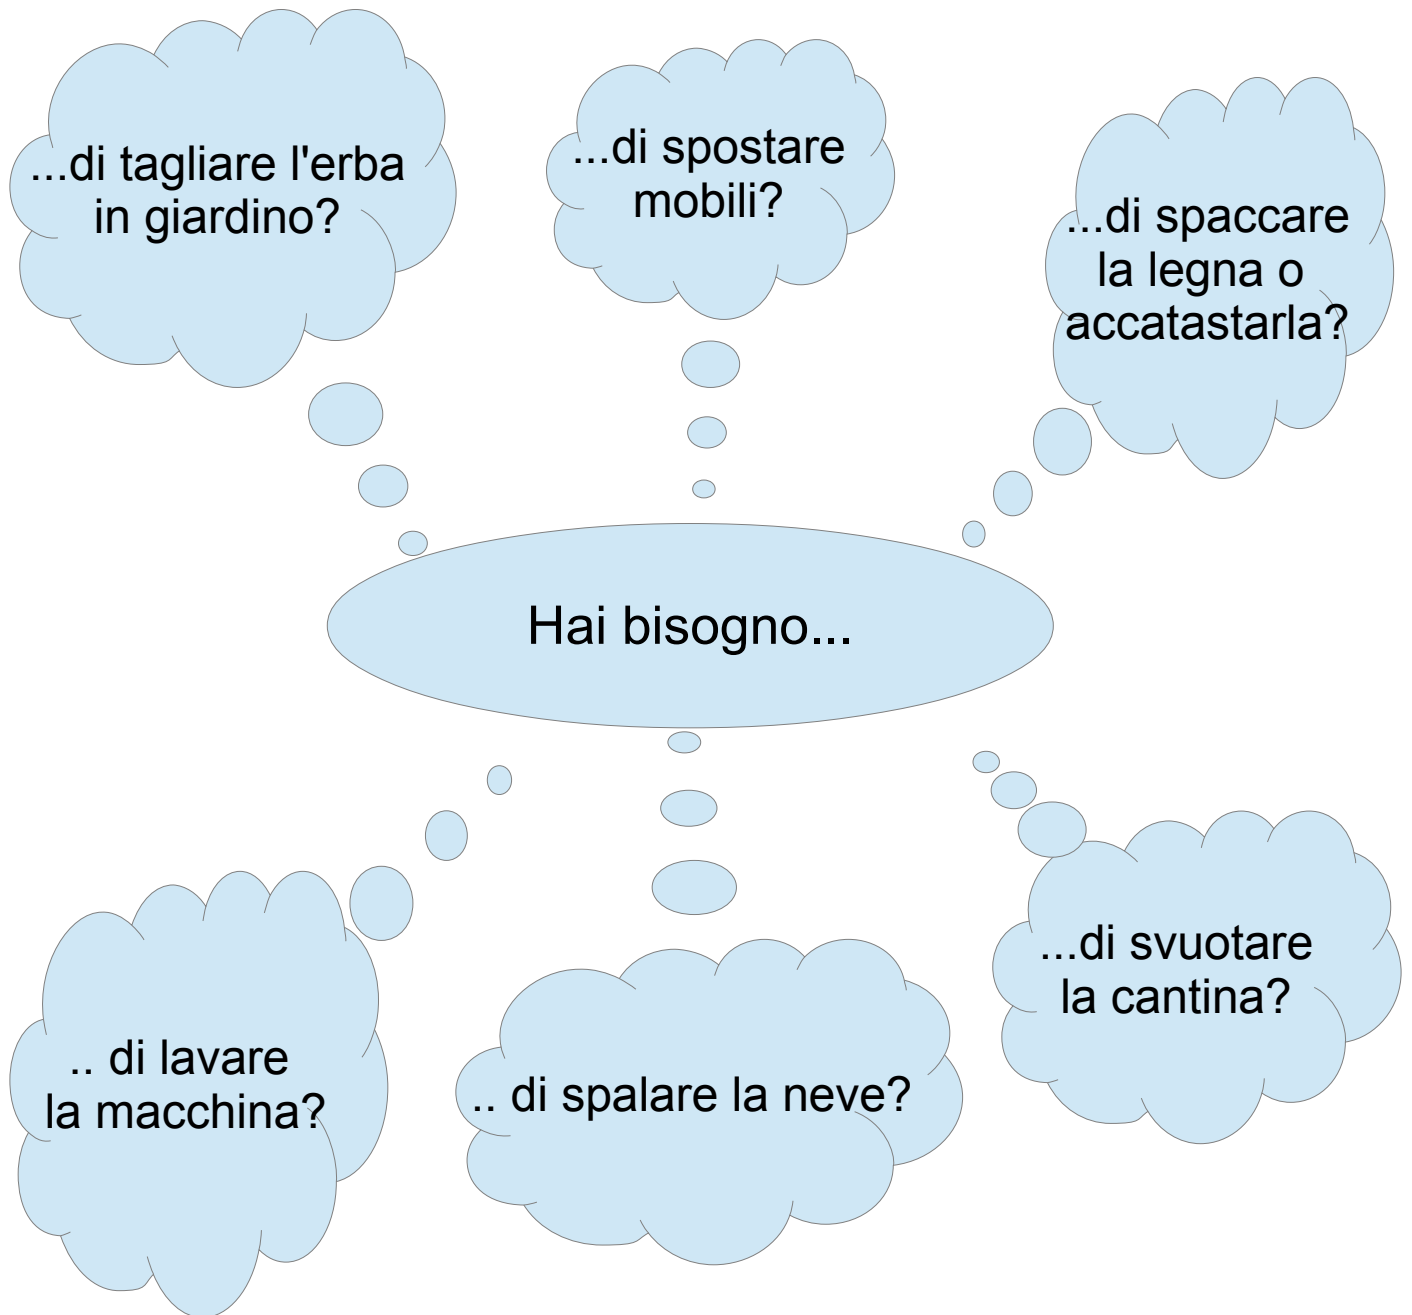 ...di tagliare l'erba
in giardino?
...di spostare
mobili?
...di spaccare
la legna o
accatastarla?
Hai bisogno...
.. di lavare
la macchina?
.. di spalare la neve?
...di svuotare
la cantina?